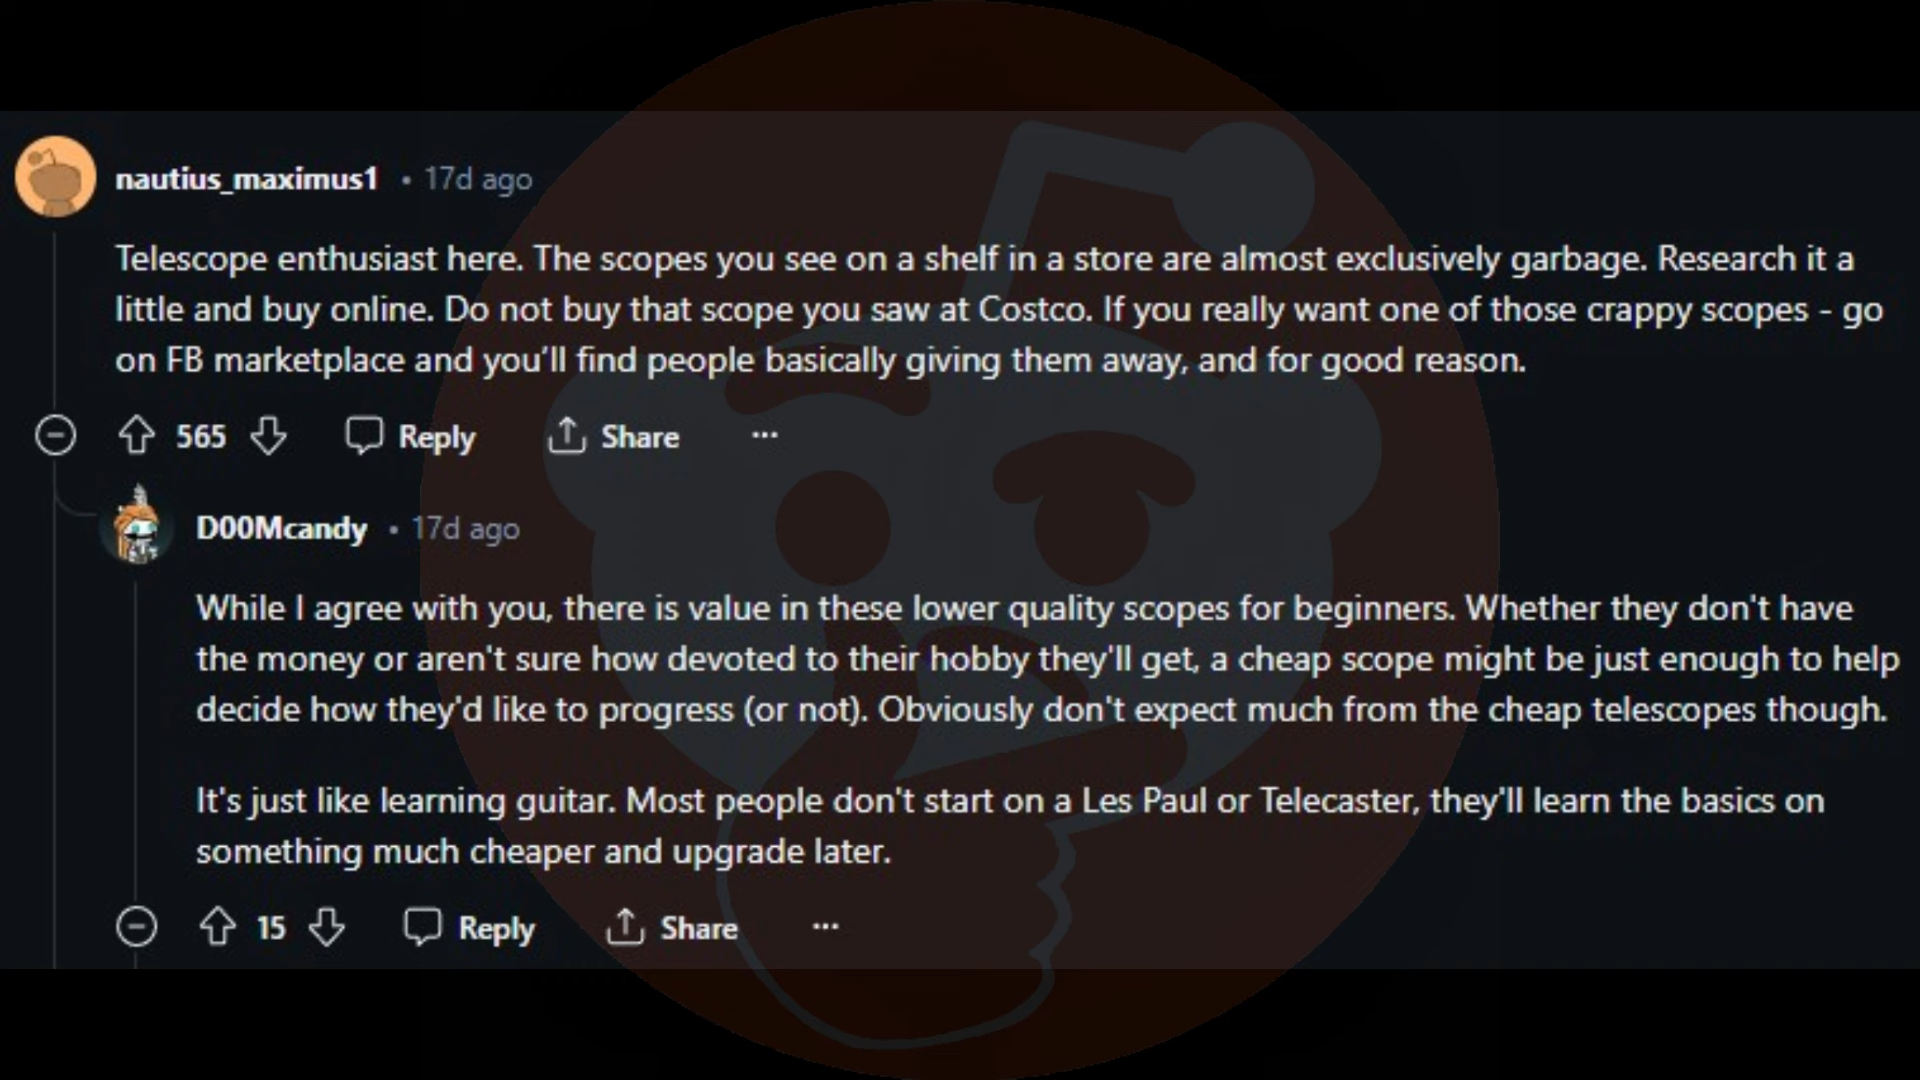 nautius_maximus1 • 17d ago
Telescope enthusiast here. The scopes you see on a shelf in a store are almost exclusively garbage. Research it a
little and buy online. Do not buy that scope you saw at Costco. If you really want one of those crappy scopes - go
on FB marketplace and you’ll find people basically giving them away, and for good reason.
565 Reply Share ...
D00Mcandy • 17d ago
While I agree with you, there is value in these lower quality scopes for beginners. Whether they don't have
the money or aren't sure how devoted to their hobby they'll get, a cheap scope might be just enough to help
decide how they'd like to progress (or not). Obviously don't expect much from the cheap telescopes though.
It's just like learning guitar. Most people don't start on a Les Paul or Telecaster, they'll learn the basics on
something much cheaper and upgrade later.
15 Reply Share ...